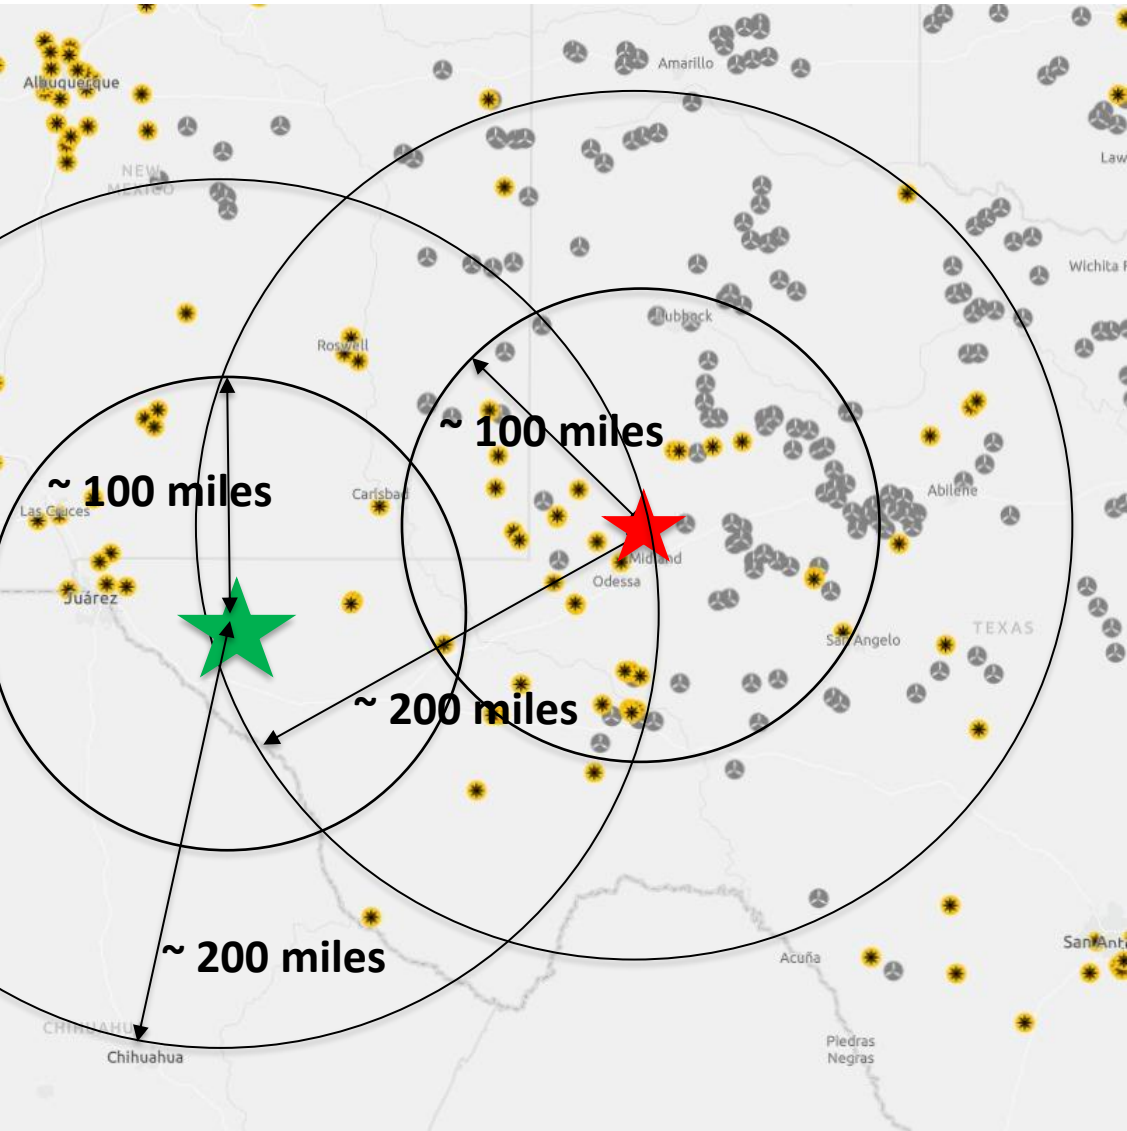 Amarillo
Albuquerque
Law
NEW
MEXICO
Wichita F
Lubbock
Roswell
~ 100 miles
~ 100 miles
Carlsbad
Abilene
Las Cruces
Midland
Odessa
Juárez
TEXAS
San Angelo
~ 200 miles
San Ant
~ 200 miles
Acuña
CHIHUAHU
Chihuahua
Piedras
Negras